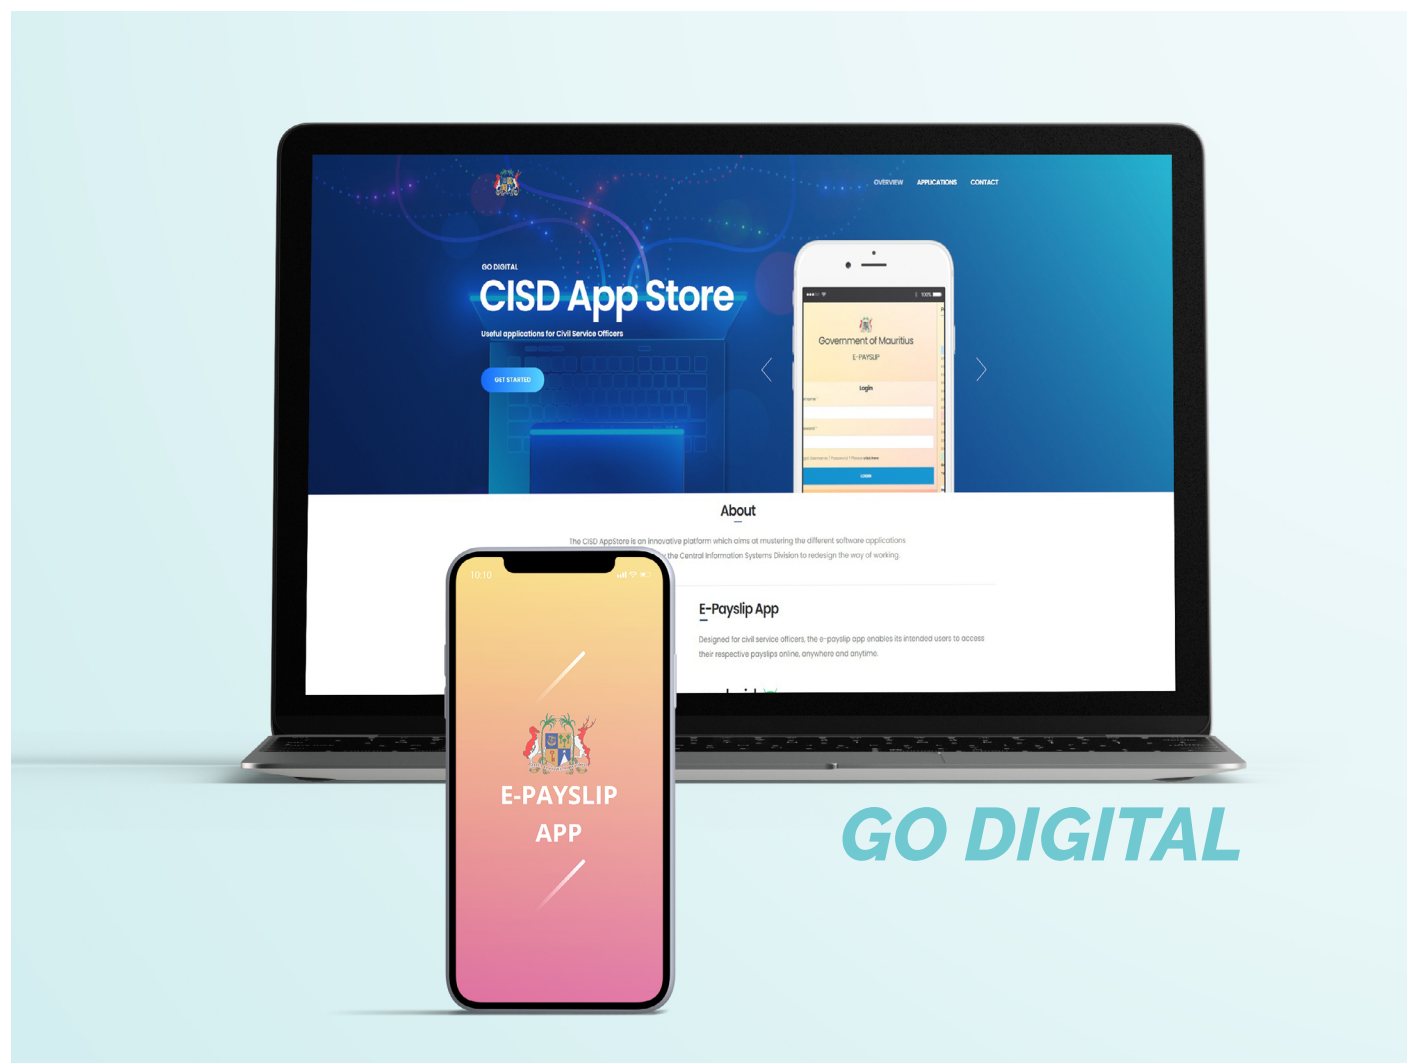 OVERVIEW APPLICATIONS CONTACT
GO DIGITAL
CISD App Store
Useful applications for Civil Service Officers
GET STARTED
100%
Government of Mauritius
E-PAYSLIP
Login
click here
LOGIN
About
The CISD AppStore is an innovative platform which aims at mustering the different software applications
the Central Information Systems Division to redesign the way of working.
E-Payslip App
Designed for civil service officers, the e-payslip app enables its intended users to access
their respective payslips online, anywhere and anytime.
10:10
E-PAYSLIP
APP
GO DIGITAL